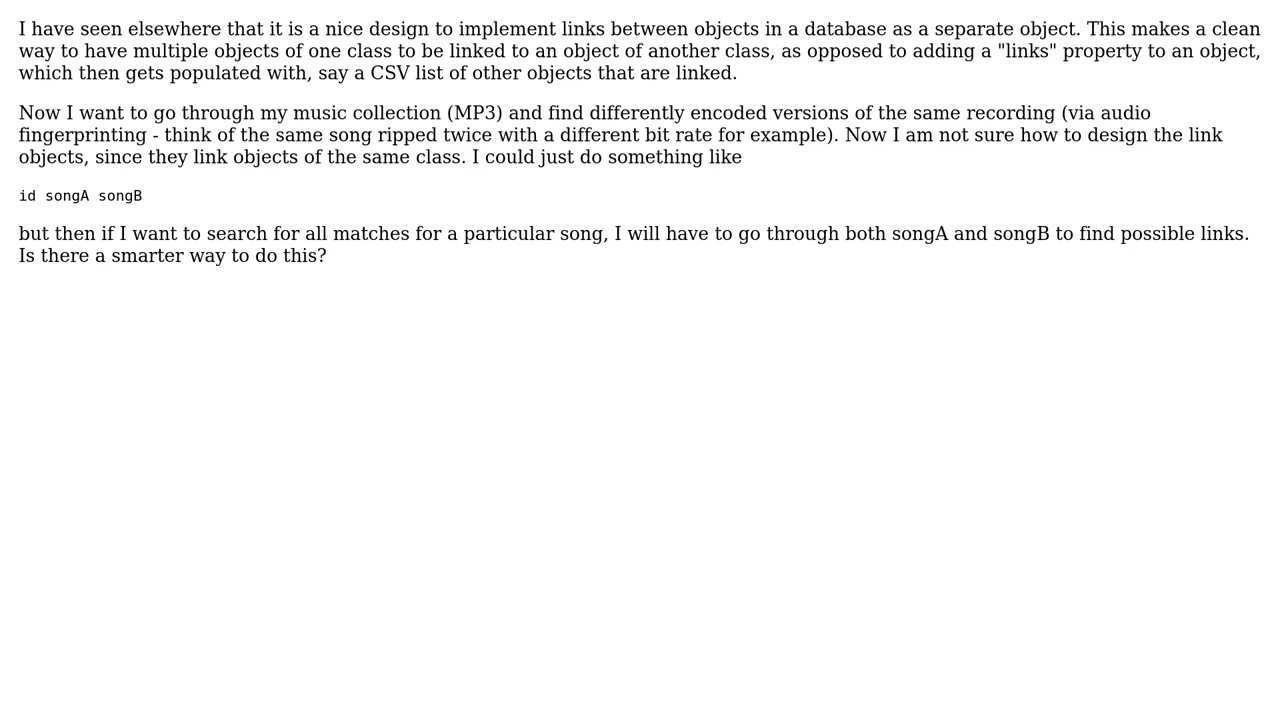 I have seen elsewhere that it is a nice design to implement links between objects in a database as a separate object. This makes a clean
way to have multiple objects of one class to be linked to an object of another class, as opposed to adding a "links" property to an object,
which then gets populated with, say a CSV list of other objects that are linked.
Now I want to go through my music collection (MP3) and find differently encoded versions of the same recording (via audio
fingerprinting - think of the same song ripped twice with a different bit rate for example). Now I am not sure how to design the link
objects, since they link objects of the same class. I could just do something like
id songA songB
but then if I want to search for all matches for a particular song, I will have to go through both songA and songB to find possible links.
Is there a smarter way to do this?